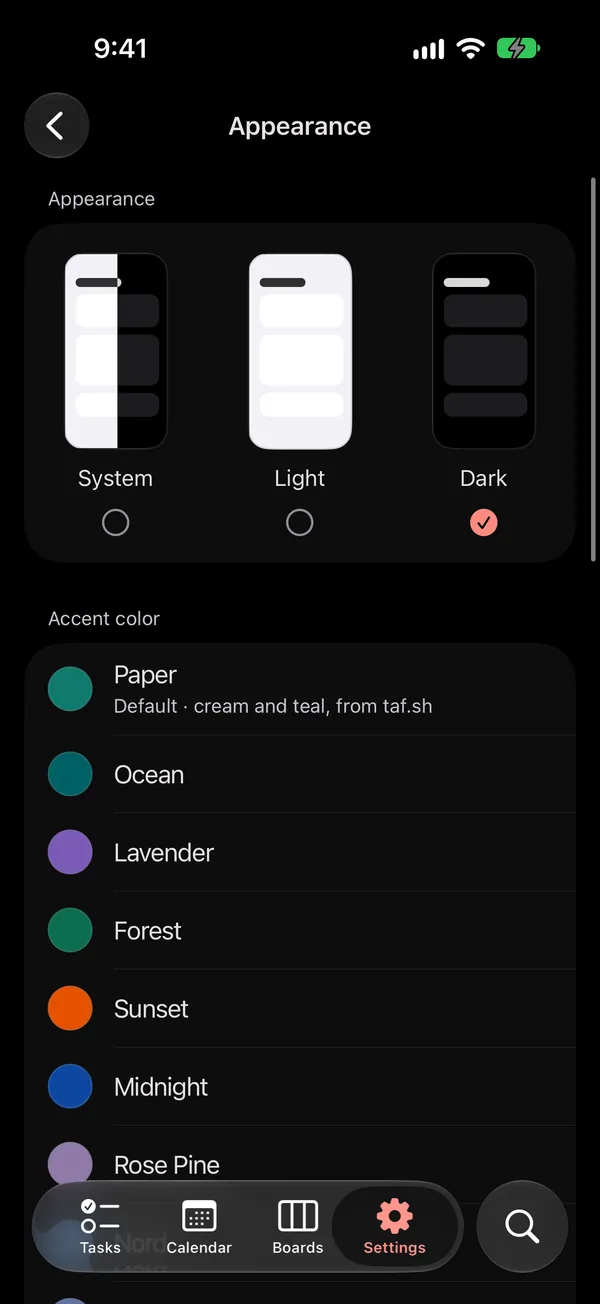 9:41
Appearance
Appearance
System
Light
Dark
Accent color
Paper
Default · cream and teal, from taf.sh
Ocean
Lavender
Forest
Sunset
Midnight
Rose Pine
Nord
Tasks
Calendar
Boards
Settings